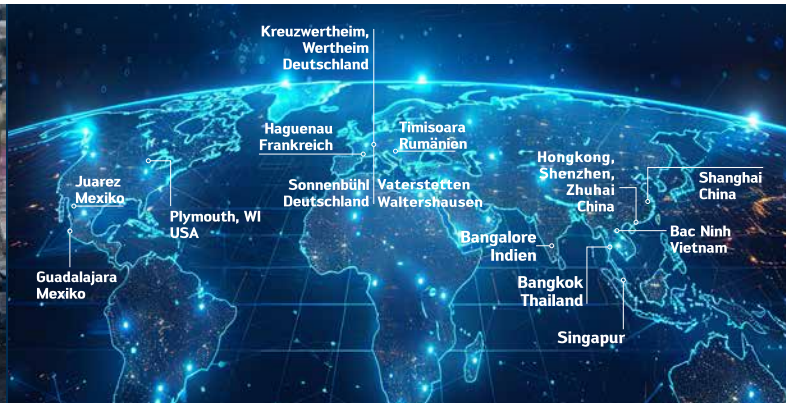 Kreuzwertheim,
Wertheim
Deutschland
Haguenau
Frankreich
Timisoara
Rumänien
Sonnenbühl
Deutschland
Vaterstetten
Waltershausen
Juarez
Mexiko
Plymouth, WI
USA
Guadalajara
Mexiko
Hongkong,
Shenzhen,
Zhuhai
China
Shanghai
China
Bangalore
Indien
Bac Ninh
Vietnam
Bangkok
Thailand
Singapur